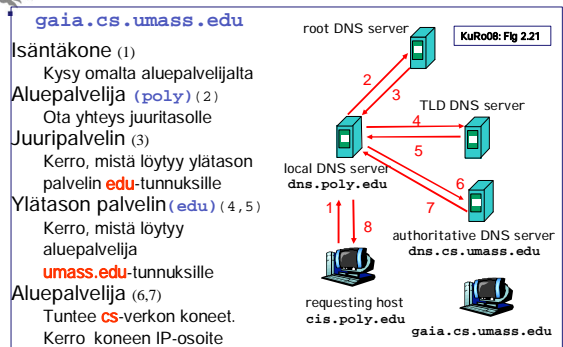 gaia.cs.umass.edu
Isäntäkone (1)
Kysy omalta aluepalvelijalta
Aluepalvelija (poly)(2)
Ota yhteys juuritasolle
Juuripalvelin (3)
Kerro, mistä löytyy ylätason
palvelin edu-tunnuksille
Ylätason palvelin(edu)(4,5)
Kerro, mistä löytyy
aluepalvelija
umass.edu-tunnuksille
Aluepalvelija (6,7)
Tuntee cs-verkon koneet.
Kerro koneen IP-osoite
root DNS server
KuRo08: Fig 2.21
2
3
TLD DNS server
4
5
local DNS server
dns.poly.edu
6
7
1
8
authoritative DNS server
dns.cs.umass.edu
requesting host
cis.poly.edu
gaia.cs.umass.edu